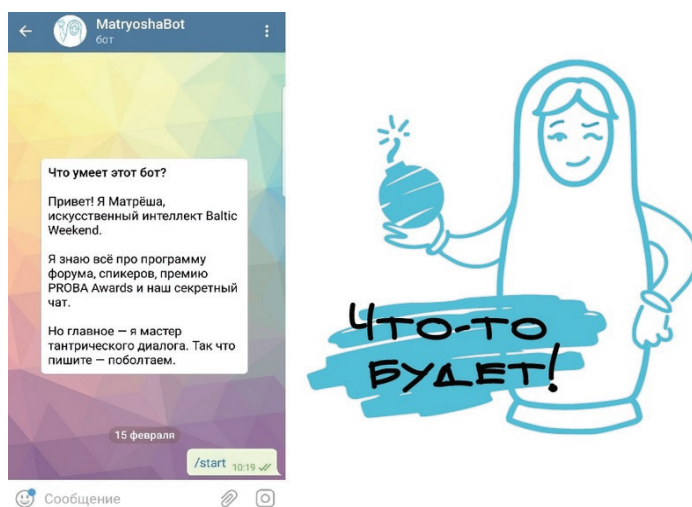 MatryoshaBot
бот
Что умеет этот бот?
Привет! Я Матрёша,
искусственный интеллект Baltic
Weekend.
Я знаю всё про программу
форума, спикеров, премию
PROBA Awards и наш секретный
чат.
Но главное — я мастер
тантрического диалога. Так что
пишите — поболтаем.
15 февраля
/start 10:19
Сообщение
ЧТО-ТО
БУДЕТ!